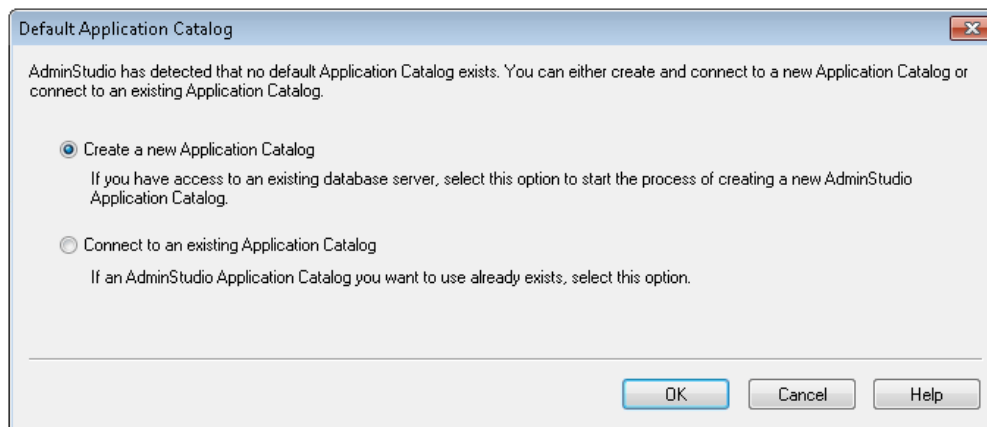 Default Application Catalog
AdminStudio has detected that no default Application Catalog exists. You can either create and connect to a new Application Catalog or
connect to an existing Application Catalog.
Create a new Application Catalog
If you have access to an existing database server, select this option to start the process of creating a new AdminStudio
Application Catalog.
Connect to an existing Application Catalog
If an AdminStudio Application Catalog you want to use already exists, select this option.
OK Cancel Help